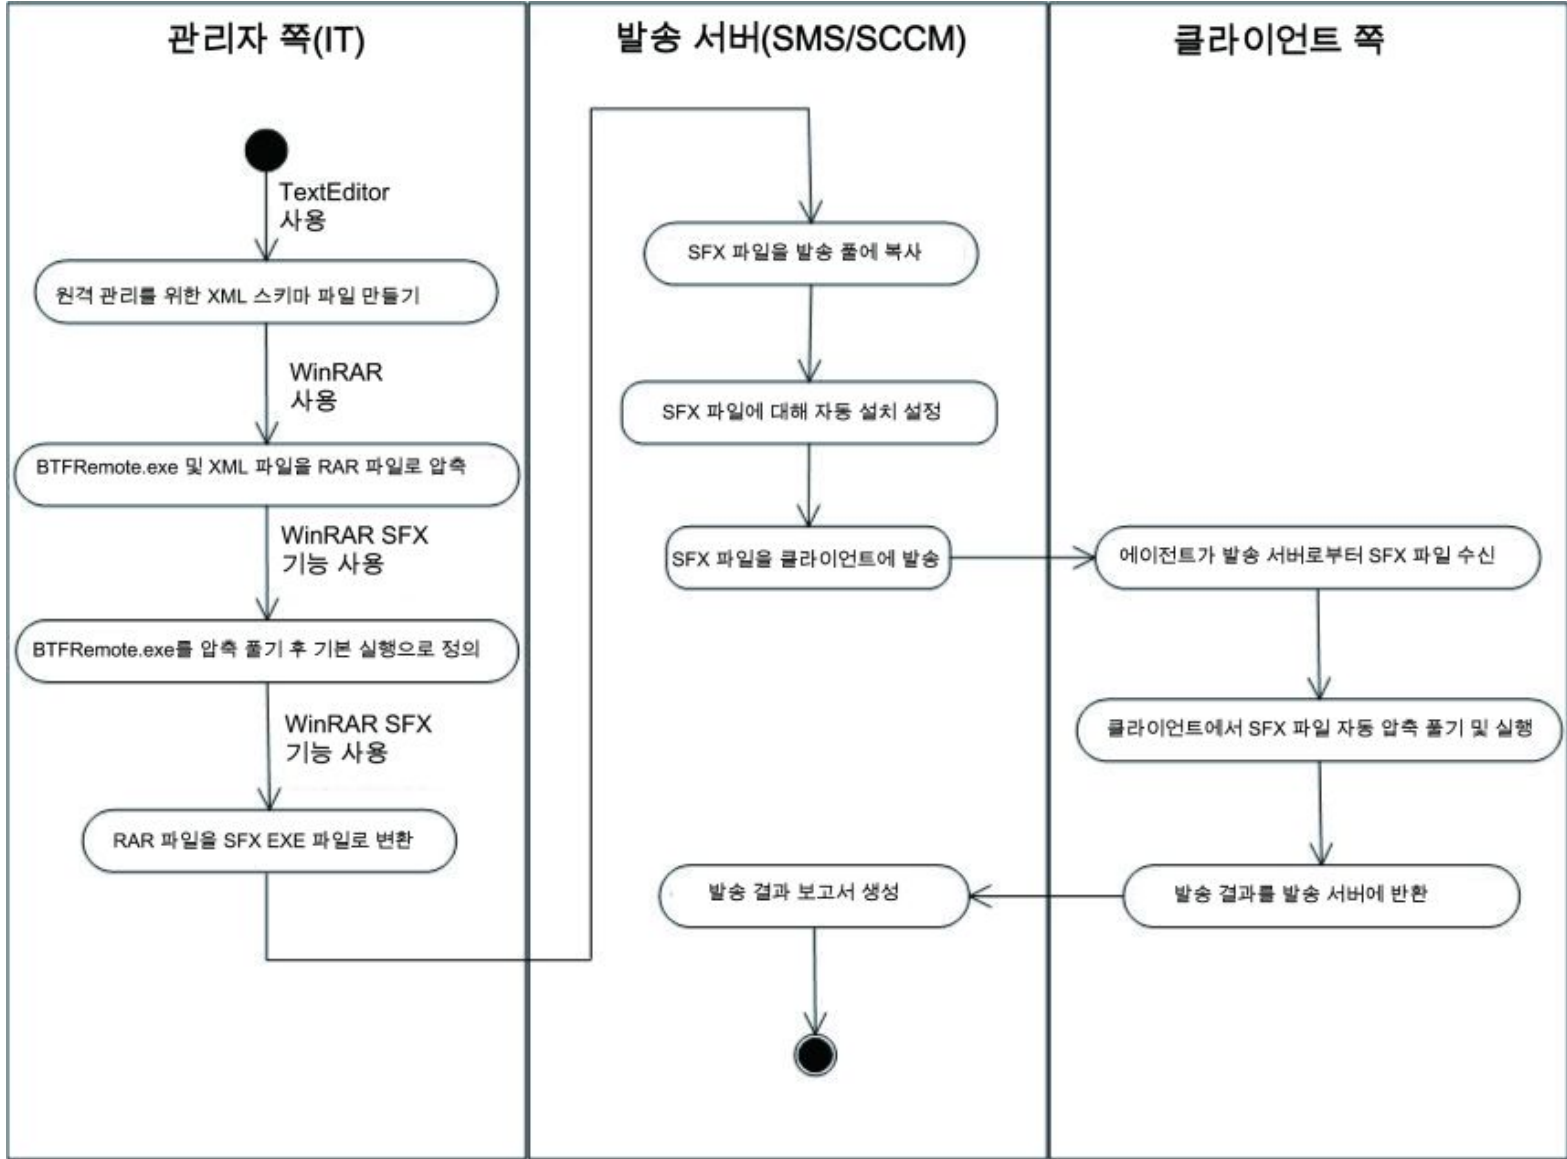 관리자 쪽(IT)
TextEditor
사용
원격 관리를 위한 XML 스키마 파일 만들기
WinRAR
사용
BTFRemote.exe 및 XML 파일을 RAR 파일로 압축
WinRAR SFX
기능 사용
BTFRemote.exe를 압축 풀기 후 기본 실행으로 정의
WinRAR SFX
기능 사용
RAR 파일을 SFX EXE 파일로 변환
발송 서버(SMS/SCCM)
SFX 파일을 발송 풀에 복사
SFX 파일에 대해 자동 설치 설정
SFX 파일을 클라이언트에 발송
발송 결과 보고서 생성
클라이언트 쪽
에이전트가 발송 서버로부터 SFX 파일 수신
클라이언트에서 SFX 파일 자동 압축 풀기 및 실행
발송 결과를 발송 서버에 반환